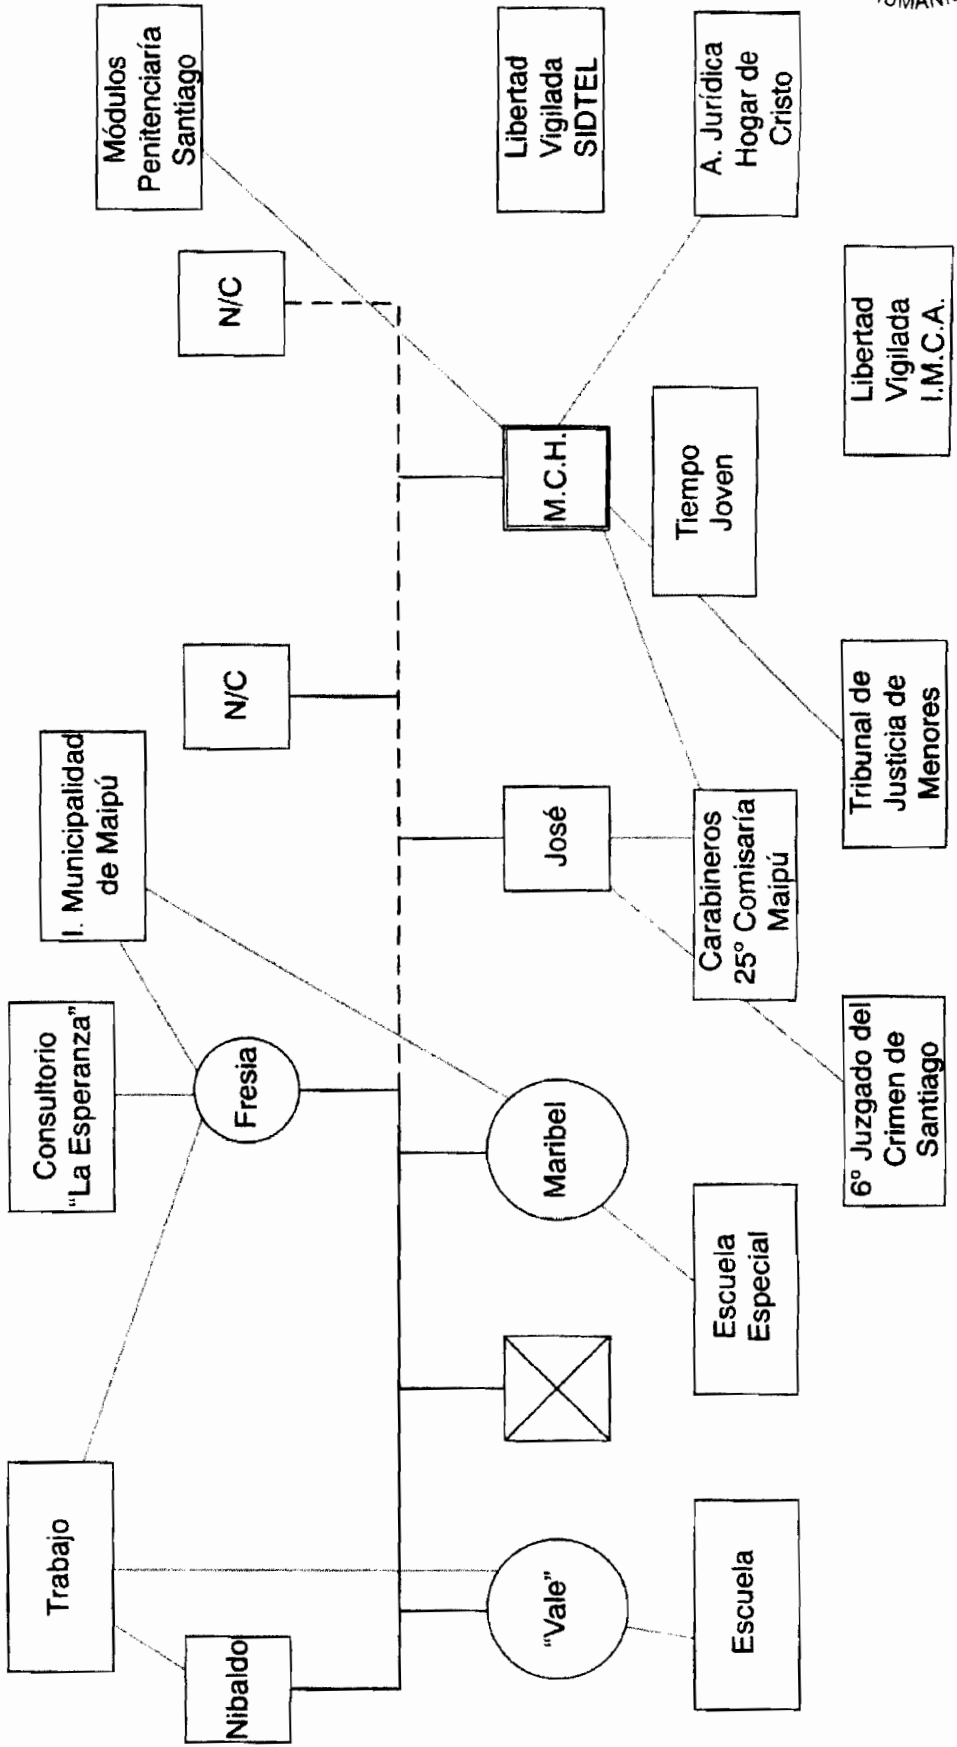 Trabajo
Consultorio
"La Esperanza"
I. Municipalidad
de Maipú
Módulos
Penitenciaría
Santiago
Nibaldo
Fresia
N/C
N/C
"Vale"
Maribel
José
M.C.H.
Libertad
Vigilada
SIDTEL
Escuela
Escuela
Especial
Carabineros
25º Comisaría
Maipú
Tiempo
Joven
A. Jurídica
Hogar de
Cristo
6º Juzgado del
Crimen de
Santiago
Tribunal de
Justicia de
Menores
Libertad
Vigilada
I.M.C.A.